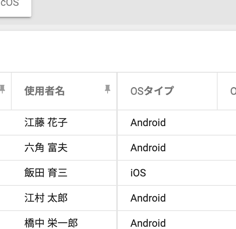 cOS
使用者名 OSタイプ
江藤 花子 Android
六角 富夫 Android
飯田 育三 iOS
江村 太郎 Android
橋中 栄一郎 Android